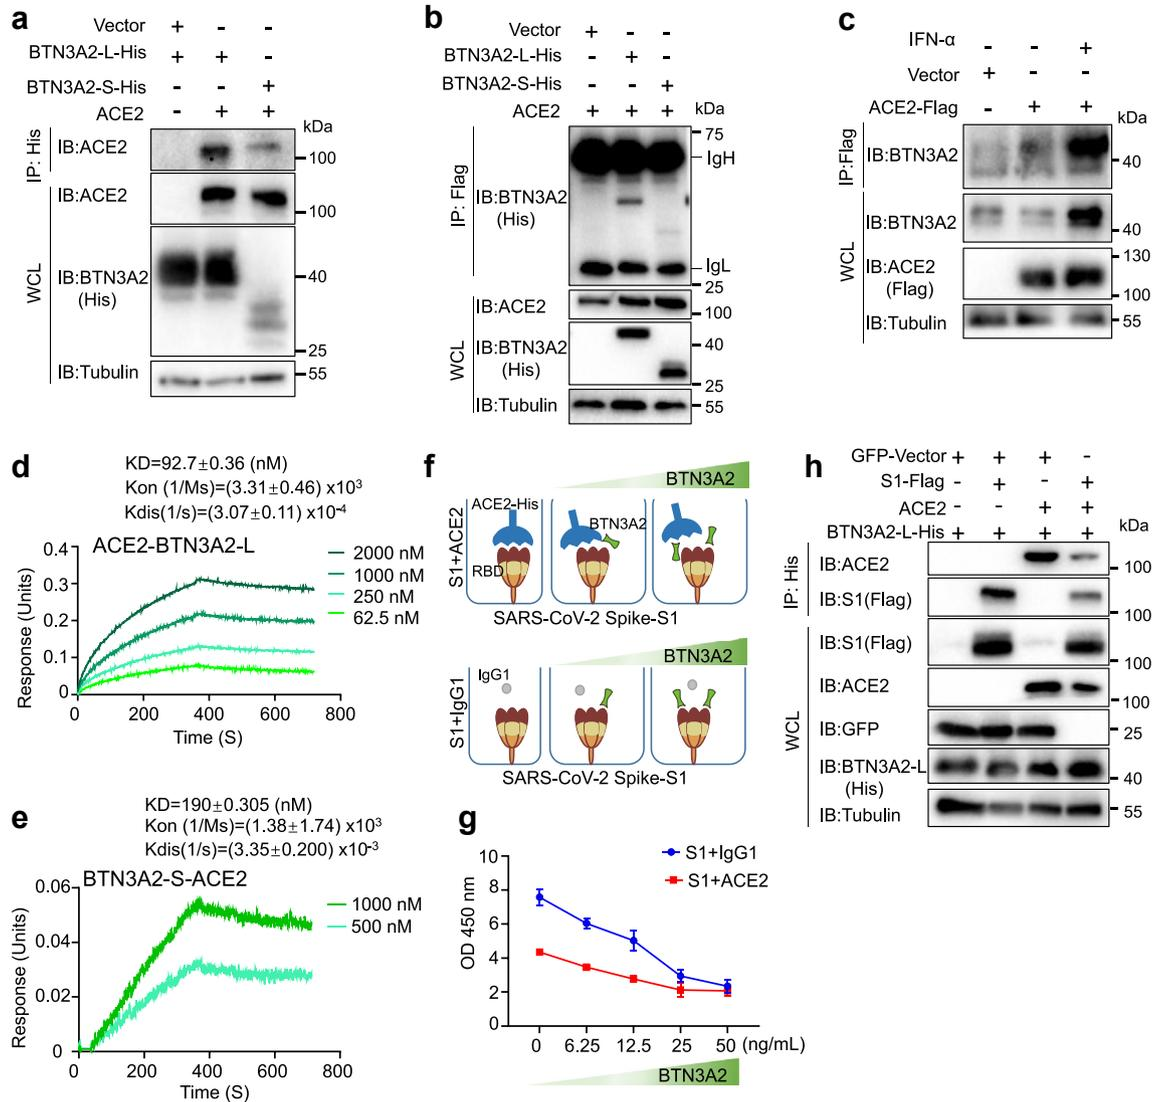 a
Vector + - -
BTN3A2-L-His + + -
BTN3A2-S-His - - +
ACE2 - + +
kDa
IP: His
IB:ACE2
100
WCL
IB:ACE2
100
IB:BTN3A2
(His)
40
25
IB:Tubulin
55
b
Vector + - -
BTN3A2-L-His - + -
BTN3A2-S-His - - +
ACE2 + + +
kDa
75
IgH
IP: Flag
IB:BTN3A2
(His)
IgL
25
WCL
IB:ACE2
100
IB:BTN3A2
(His)
40
25
IB:Tubulin
55
c
IFN-α - - +
Vector + - -
ACE2-Flag - + +
kDa
IP:Flag
IB:BTN3A2
40
WCL
IB:BTN3A2
40
IB:ACE2
(Flag)
130
100
IB:Tubulin
55
d
KD=92.7±0.36 (nM)
Kon (1/Ms)=(3.31±0.46) x10³
Kdis(1/s)=(3.07±0.11) x10⁻⁴
ACE2-BTN3A2-L
2000 nM
1000 nM
250 nM
62.5 nM
Response (Units)
0.4
0.3
0.2
0.1
0
0 200 400 600 800
Time (S)
e
KD=190±0.305 (nM)
Kon (1/Ms)=(1.38±1.74) x10³
Kdis(1/s)=(3.35±0.200) x10⁻³
BTN3A2-S-ACE2
1000 nM
500 nM
Response (Units)
0.06
0.04
0.02
0
0 200 400 600 800
Time (S)
f
BTN3A2
S1+ACE2
ACE2-His
BTN3A2
RBD
SARS-CoV-2 Spike-S1
BTN3A2
S1+IgG1
IgG1
SARS-CoV-2 Spike-S1
g
S1+IgG1
S1+ACE2
OD 450 nm
10
8
6
4
2
0
0 6.25 12.5 25 50 (ng/mL)
BTN3A2
h
GFP-Vector + + + -
S1-Flag - + - +
ACE2 - - + +
BTN3A2-L-His + + + +
kDa
IP: His
IB:ACE2
100
IB:S1(Flag)
100
WCL
IB:S1(Flag)
100
IB:ACE2
100
IB:GFP
25
IB:BTN3A2-L
(His)
40
IB:Tubulin
55